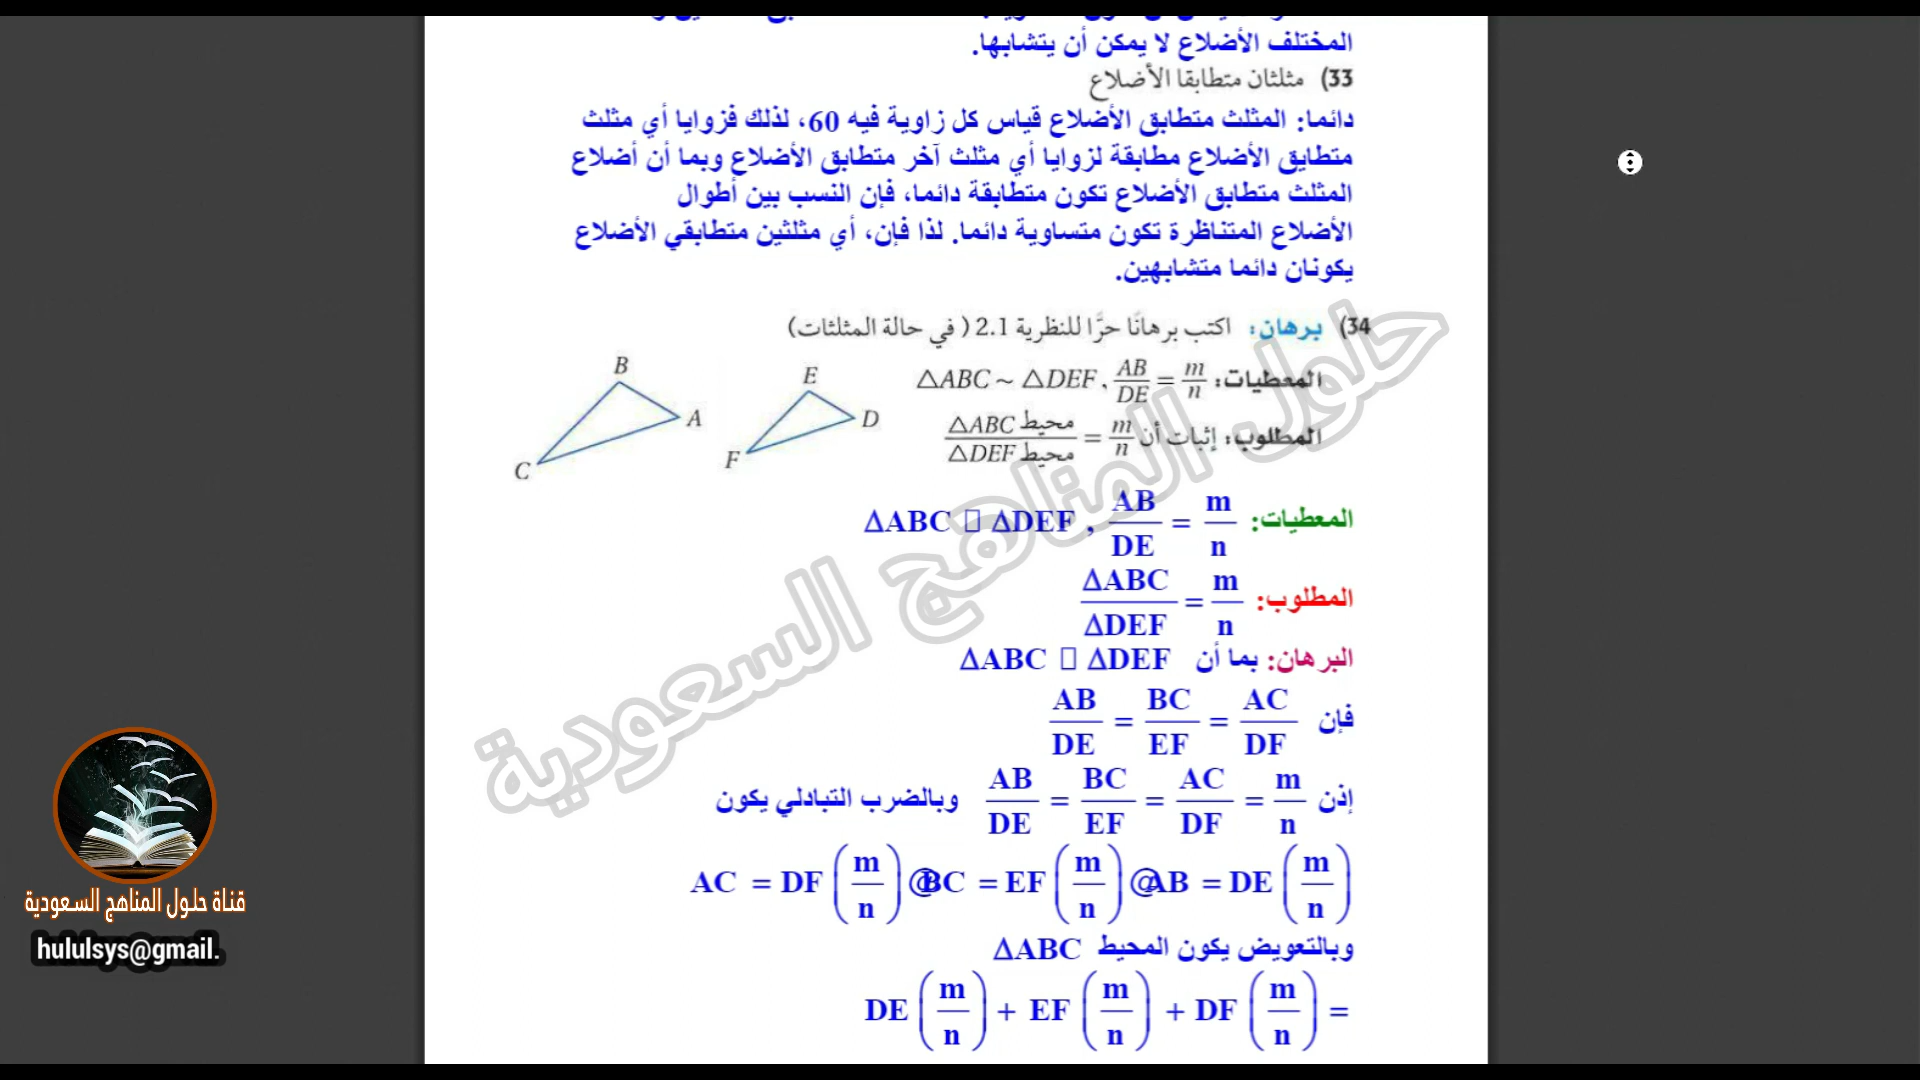 المختلف الأضلاع لا يمكن أن يتشابها.
33) مثلثان متطابقا الأضلاع
دائما: المثلث متطابق الأضلاع قياس كل زاوية فيه 60، لذلك فزوايا أي مثلث
متطايق الأضلاع مطابقة لزوايا أي مثلث آخر متطابق الأضلاع وبما أن أضلاع
المثلث متطابق الأضلاع تكون متطابقة دائما، فإن النسب بين أطوال
الأضلاع المتناظرة تكون متساوية دائما. لذا فإن، أي مثلثين متطابقي الأضلاع
يكونان دائما متشابهين.
34) برهان: اكتب برهانًا حرًّا للنظرية 2.1 ( في حالة المثلثات)
المعطيات: △ABC ~ △DEF, AB/DE = m/n
المطلوب: إثبات أن محيط △ABC / محيط △DEF = m/n
B
A
C
E
D
F
المعطيات: ΔABC □ ΔDEF , AB/DE = m/n
المطلوب: ΔABC/ΔDEF = m/n
البرهان: بما أن ΔABC □ ΔDEF
فإن AB/DE = BC/EF = AC/DF
إذن AB/DE = BC/EF = AC/DF = m/n وبالضرب التبادلي يكون
AC = DF (m/n) @BC = EF (m/n) @AB = DE (m/n)
وبالتعويض يكون المحيط ΔABC
DE (m/n) + EF (m/n) + DF (m/n) =
حلول المناهج السعودية
قناة حلول المناهج السعودية
hululsys@gmail.